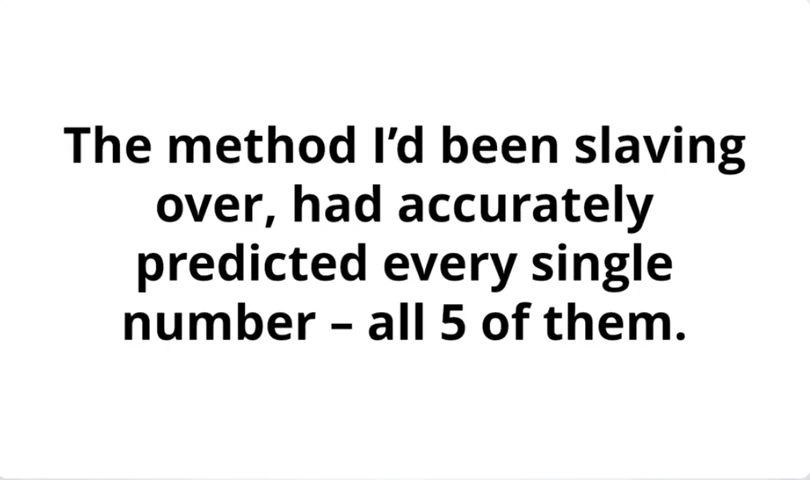 The method I’d been slaving
over, had accurately
predicted every single
number – all 5 of them.